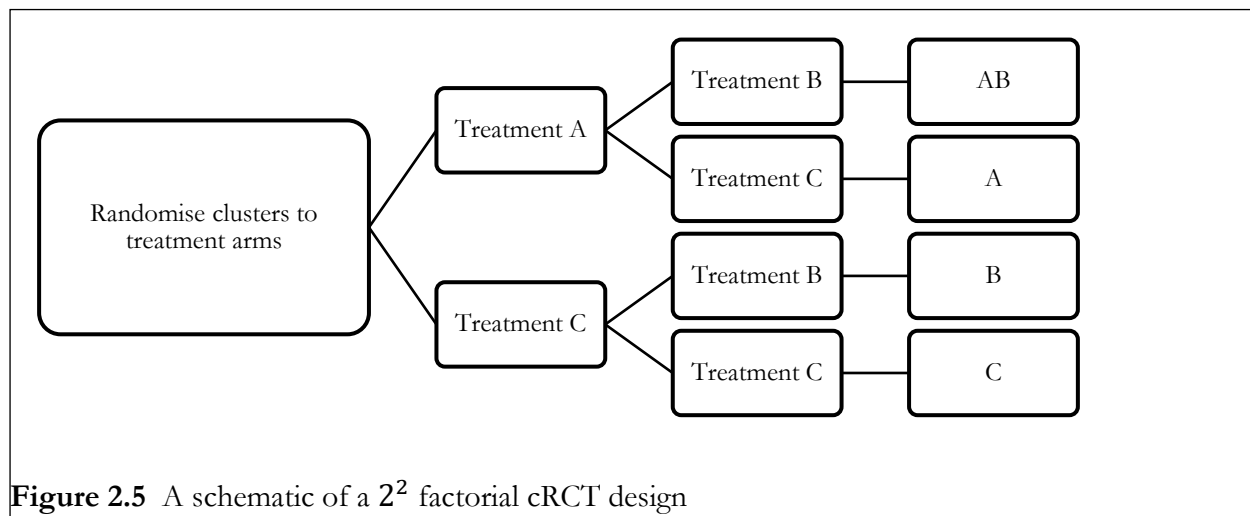 Randomise clusters to
treatment arms
Treatment A
Treatment C
Treatment B
Treatment C
Treatment B
Treatment C
AB
A
B
C
Figure 2.5 A schematic of a 2² factorial cRCT design